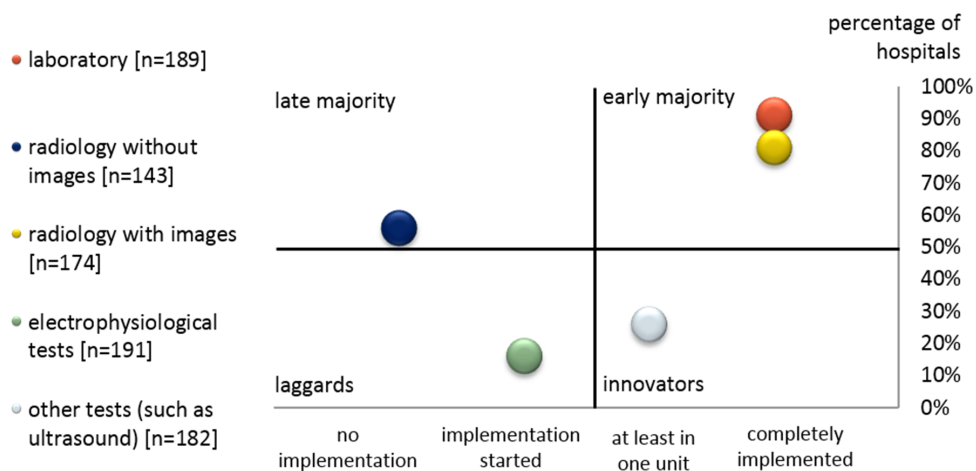 percentage of
hospitals
laboratory [n=189]
radiology without
images [n=143]
radiology with images
[n=174]
electrophysiological
tests [n=191]
other tests (such as
ultrasound) [n=182]
late majority
early majority
laggards
innovators
100%
90%
80%
70%
60%
50%
40%
30%
20%
10%
0%
no
implementation
implementation
started
at least in
one unit
completely
implemented